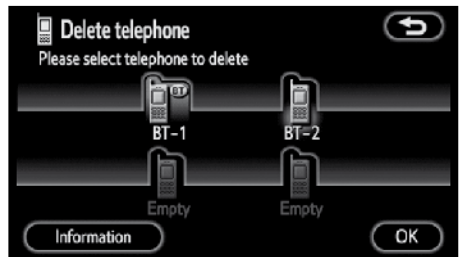 Delete telephone
Please select telephone to delete
BT
BT-1
BT-2
Empty
Empty
Information
OK